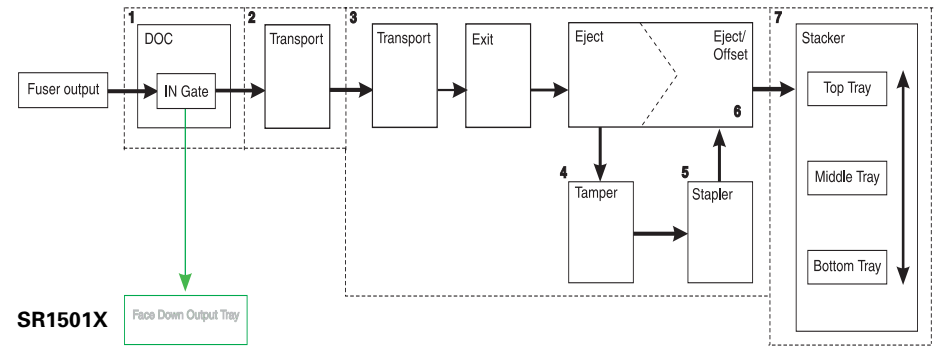 1
DOC
Fuser output
IN Gate
2
Transport
3
Transport
Exit
Eject
Eject/
Offset
6
4
Tamper
5
Stapler
7
Stacker
Top Tray
Middle Tray
Bottom Tray
SR1501X
Face Down Output Tray